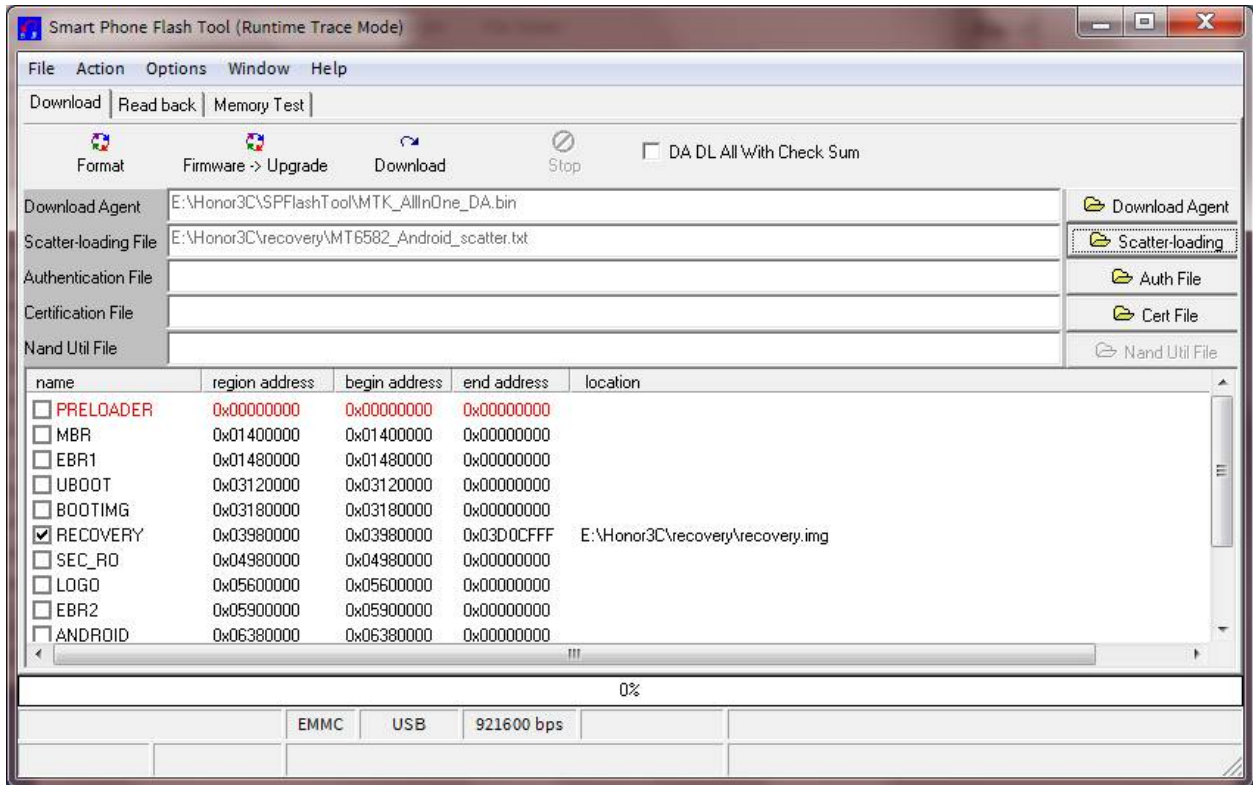 Smart Phone Flash Tool (Runtime Trace Mode)
File Action Options Window Help
Download Read back Memory Test
Format Firmware -> Upgrade Download Stop DA DL All With Check Sum
Download Agent E:\Honor3C\SPFlashTool\MTK_AllInOne_DA.bin Download Agent
Scatter-loading File E:\Honor3C\recovery\MT6582_Android_scatter.txt Scatter-loading
Authentication File Auth File
Certification File Cert File
Nand Util File Nand Util File
name region address begin address end address location
PRELOADER 0x00000000 0x00000000 0x00000000
MBR 0x01400000 0x01400000 0x00000000
EBR1 0x01480000 0x01480000 0x00000000
UBOOT 0x03120000 0x03120000 0x00000000
BOOTIMG 0x03180000 0x03180000 0x00000000
RECOVERY 0x03980000 0x03980000 0x03D0CFFF E:\Honor3C\recovery\recovery.img
SEC_RO 0x04980000 0x04980000 0x00000000
LOGO 0x05600000 0x05600000 0x00000000
EBR2 0x05900000 0x05900000 0x00000000
ANDROID 0x06380000 0x06380000 0x00000000
0%
EMMC USB 921600 bps